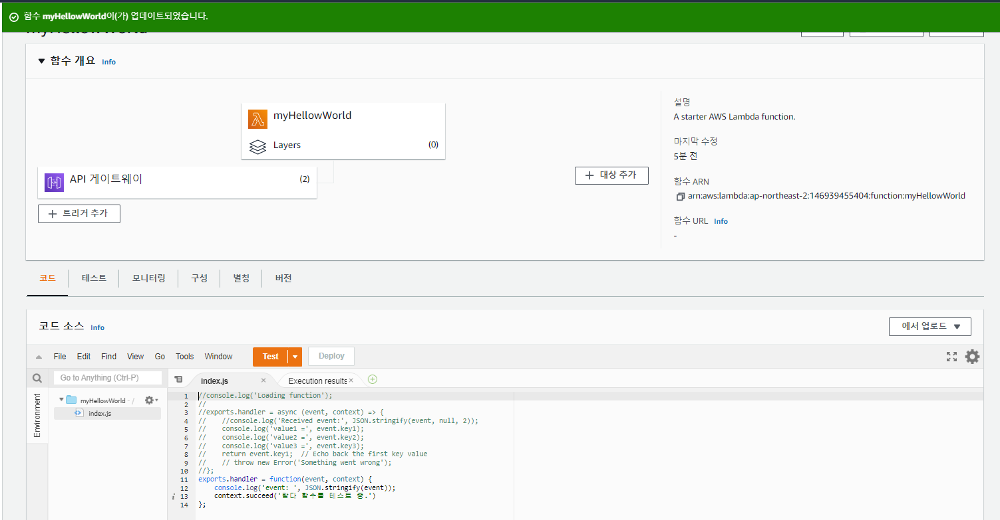 함수 myHellowWorld이(가) 업데이트되었습니다.
myHellowWorld
함수 개요 Info
myHellowWorld
Layers (0)
API 게이트웨이 (2)
트리거 추가
대상 추가
설명
A starter AWS Lambda function.
마지막 수정
5분 전
함수 ARN
arn:aws:lambda:ap-northeast-2:146939455404:function:myHellowWorld
함수 URL Info
-
코드 테스트 모니터링 구성 별칭 버전
코드 소스 Info
에서 업로드
File Edit Find View Go Tools Window Test Deploy
Go to Anything (Ctrl-P)
index.js Execution results
Environment
myHellowWorld - /
index.js
1 //console.log('Loading function');
2 //
3 //exports.handler = async (event, context) => {
4 //    //console.log('Received event:', JSON.stringify(event, null, 2));
5 //    console.log('value1 =', event.key1);
6 //    console.log('value2 =', event.key2);
7 //    console.log('value3 =', event.key3);
8 //    return event.key1;  // Echo back the first key value
9 //    // throw new Error('Something went wrong');
10 //};
11 exports.handler = function(event, context) {
12     console.log('event: ', JSON.stringify(event));
13     context.succeed('람다 함수를 테스트 중.')
14 };